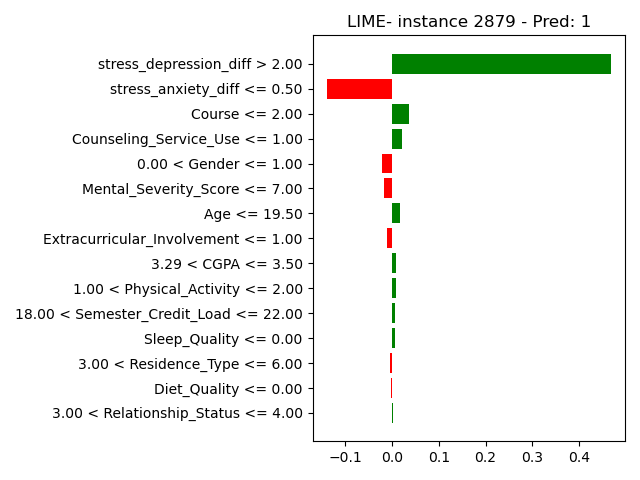 LIME- instance 2879 - Pred: 1
stress_depression_diff > 2.00
stress_anxiety_diff <= 0.50
Course <= 2.00
Counseling_Service_Use <= 1.00
0.00 < Gender <= 1.00
Mental_Severity_Score <= 7.00
Age <= 19.50
Extracurricular_Involvement <= 1.00
3.29 < CGPA <= 3.50
1.00 < Physical_Activity <= 2.00
18.00 < Semester_Credit_Load <= 22.00
Sleep_Quality <= 0.00
3.00 < Residence_Type <= 6.00
Diet_Quality <= 0.00
3.00 < Relationship_Status <= 4.00
−0.1 0.0 0.1 0.2 0.3 0.4